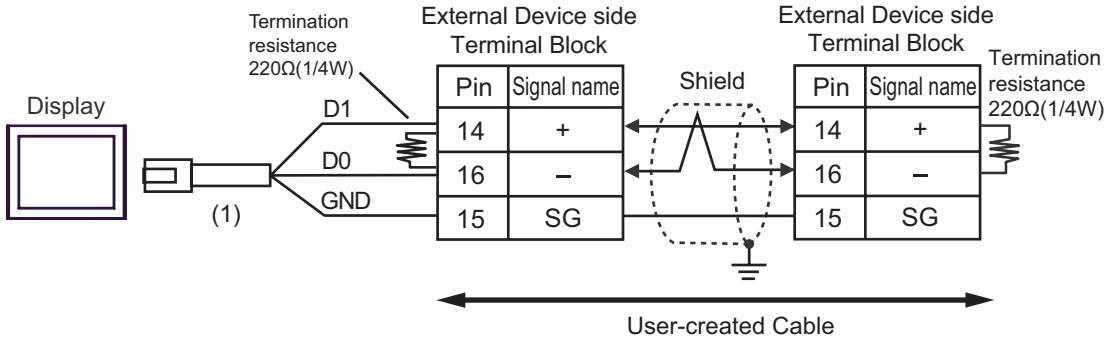 Termination
resistance
220Ω(1/4W)
External Device side
Terminal Block
External Device side
Terminal Block
Termination
resistance
220Ω(1/4W)
Display
(1)
D1
D0
GND
Pin Signal name
14 +
16 –
15 SG
Shield
Pin Signal name
14 +
16 –
15 SG
User-created Cable